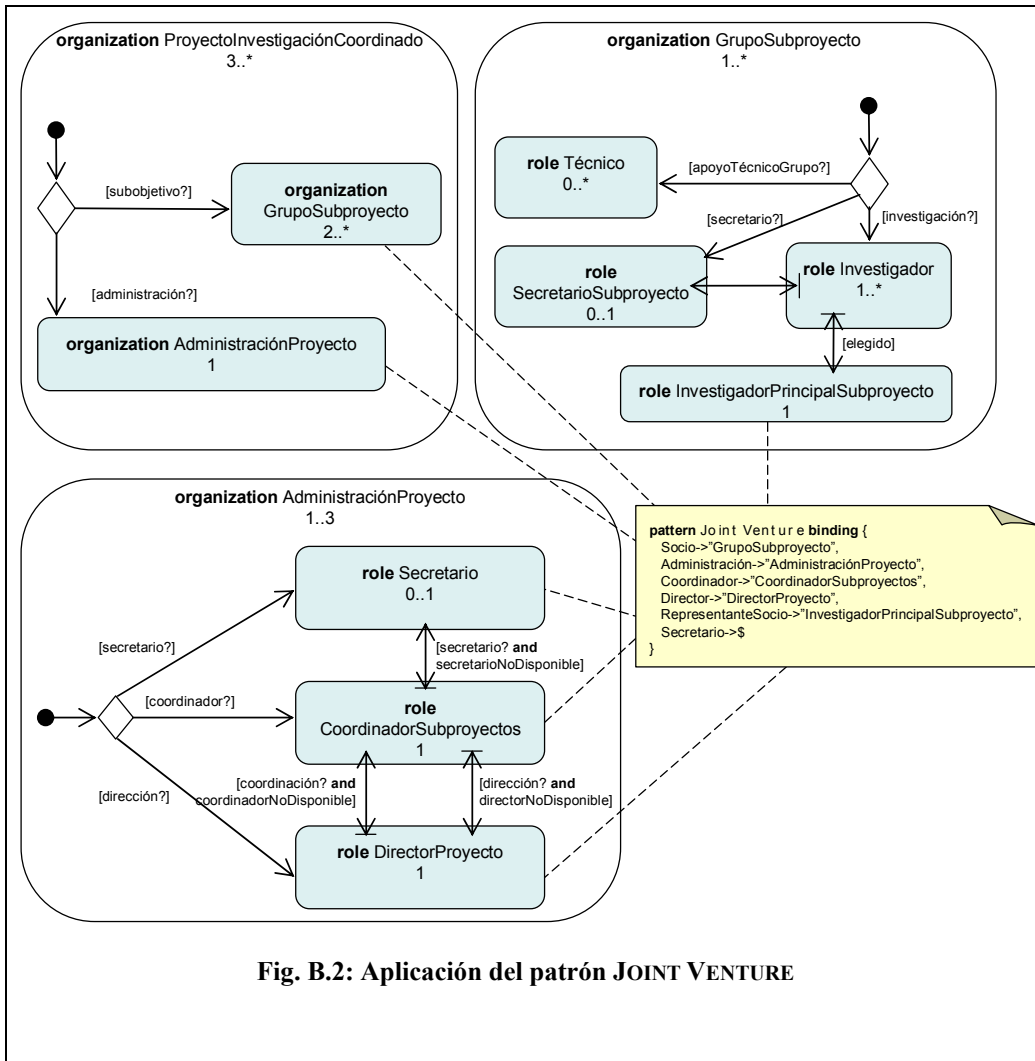 organization ProyectoInvestigaciónCoordinado
3..*
[subobjetivo?]
organization
GrupoSubproyecto
2..*
[administración?]
organization AdministraciónProyecto
1
organization GrupoSubproyecto
1..*
role Técnico
0..*
[apoyoTécnicoGrupo?]
[secretario?]
[investigación?]
role
SecretarioSubproyecto
0..1
role Investigador
1..*
[elegido]
role InvestigadorPrincipalSubproyecto
1
organization AdministraciónProyecto
1..3
role Secretario
0..1
[secretario?]
[secretario? and
secretarioNoDisponible]
[coordinador?]
role
CoordinadorSubproyectos
1
[dirección?]
[coordinación? and
coordinadorNoDisponible]
[dirección? and
directorNoDisponible]
role DirectorProyecto
1
pattern Joint Venture binding {
Socio->"GrupoSubproyecto",
Administración->"AdministraciónProyecto",
Coordinador->"CoordinadorSubproyectos",
Director->"DirectorProyecto",
RepresentanteSocio->"InvestigadorPrincipalSubproyecto",
Secretario->$
}
Fig. B.2: Aplicación del patrón JOINT VENTURE